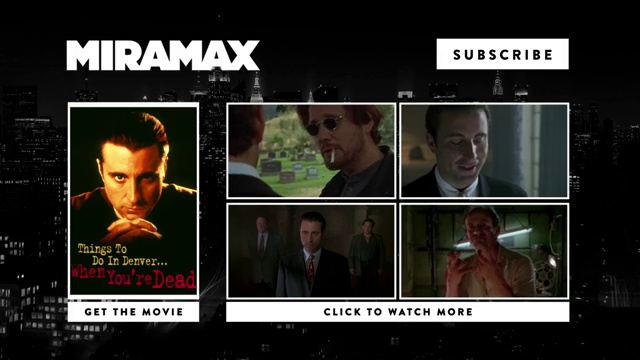 MIRAMAX
SUBSCRIBE
Things To
Do In Denver...
When You're Dead
GET THE MOVIE
CLICK TO WATCH MORE